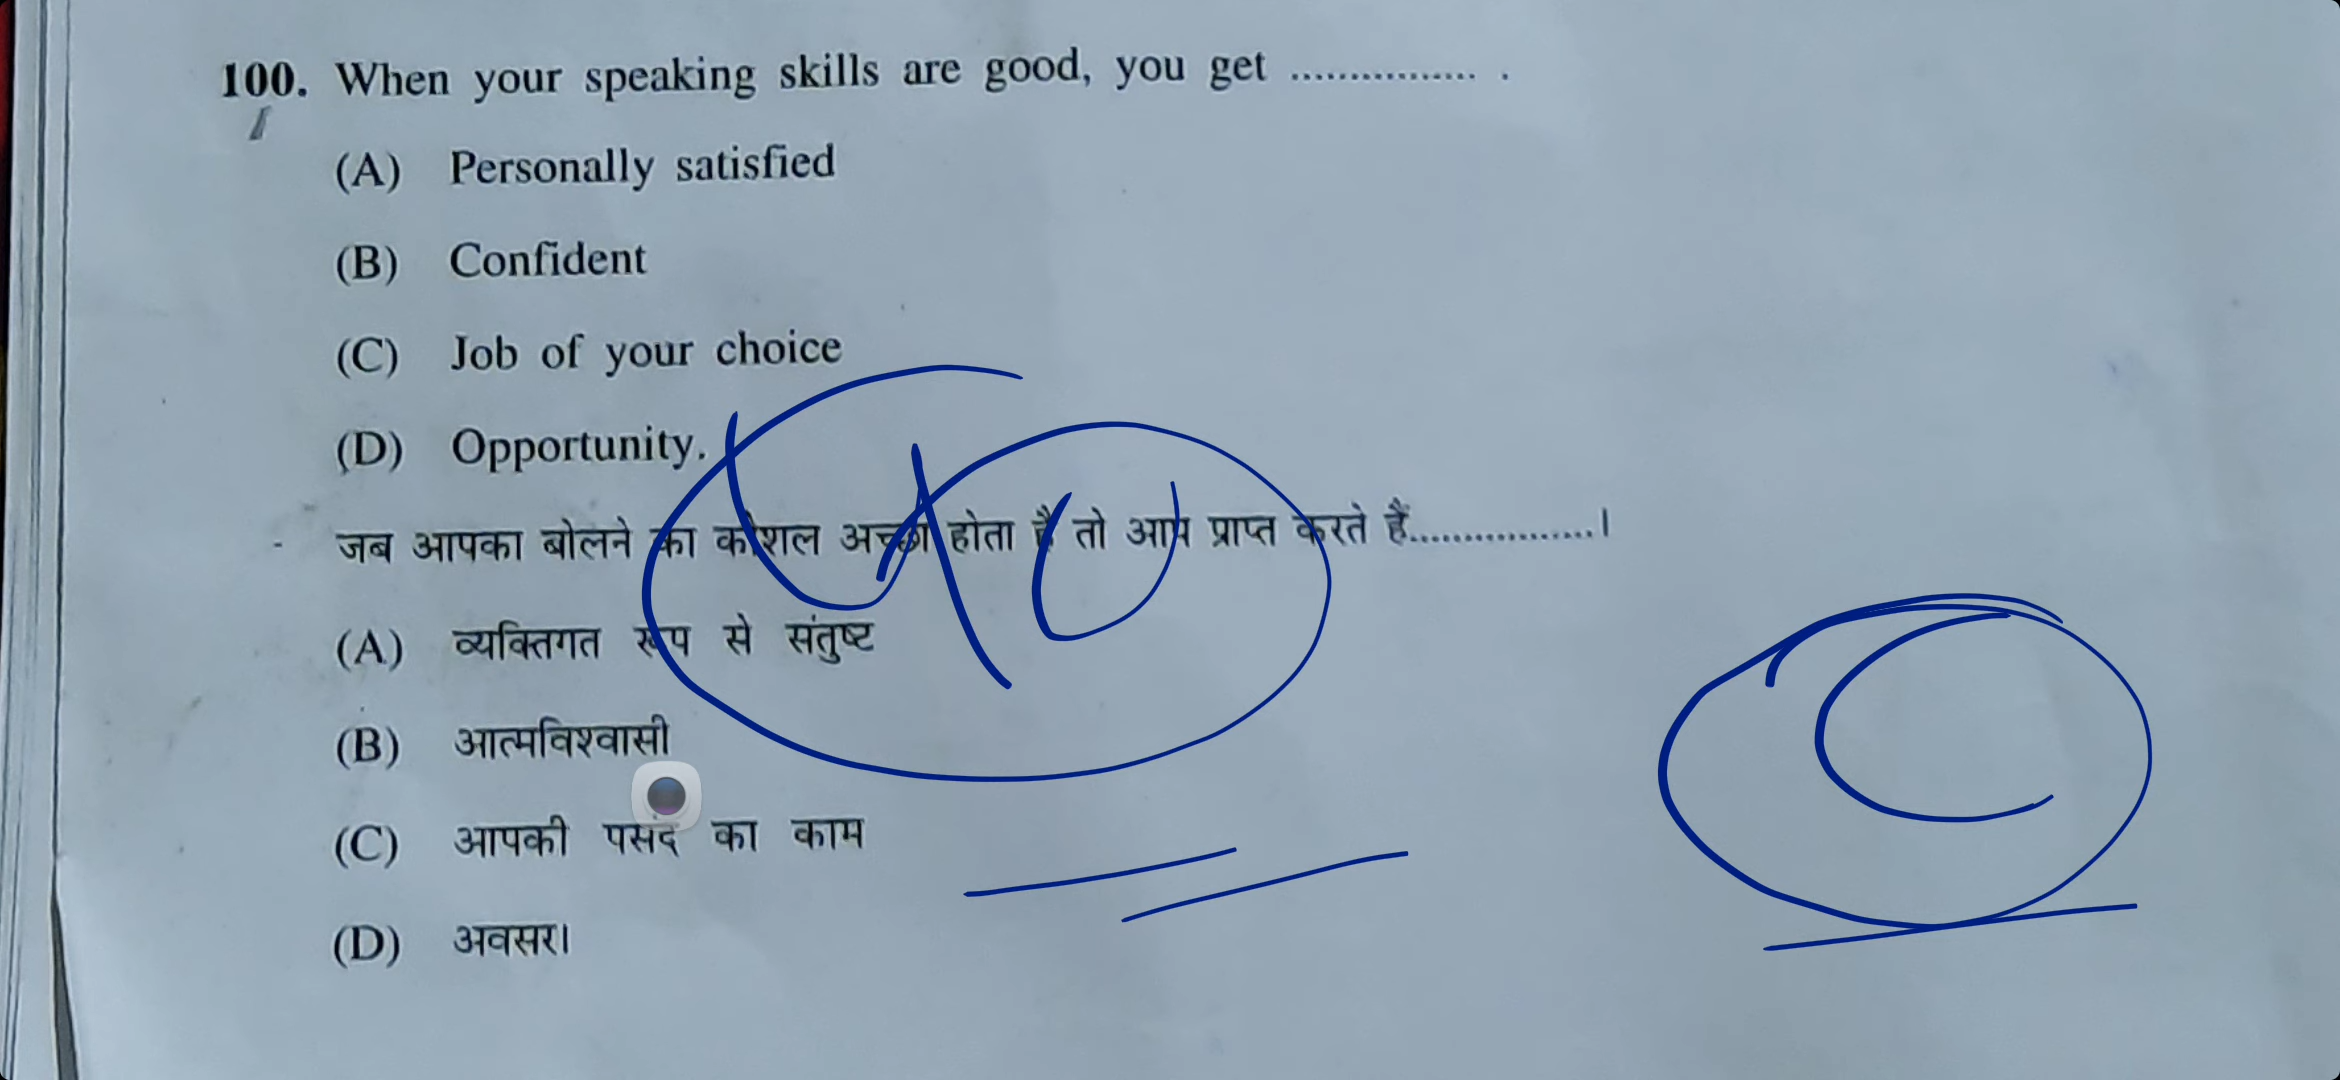 100. When your speaking skills are good, you get ................ .
(A) Personally satisfied
(B) Confident
(C) Job of your choice
(D) Opportunity.
जब आपका बोलने का कौशल अच्छा होता है तो आप प्राप्त करते हैं.................।
(A) व्यक्तिगत रूप से संतुष्ट
(B) आत्मविश्वासी
(C) आपकी पसंद का काम
(D) अवसर।